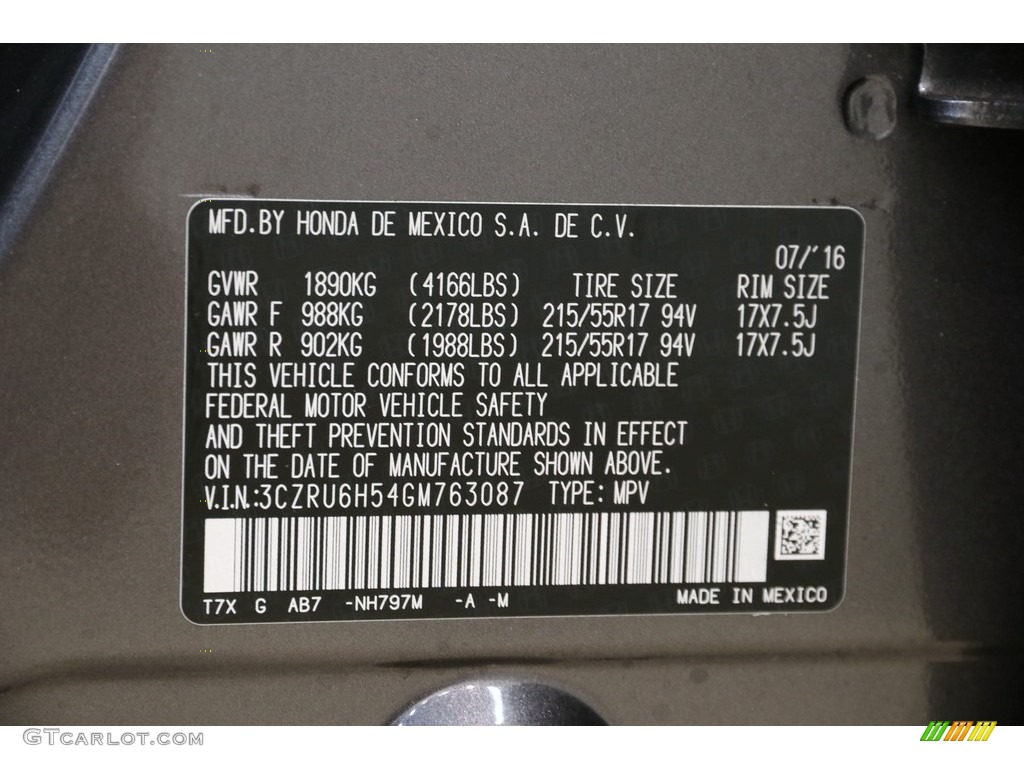 MFD.BY HONDA DE MEXICO S.A. DE C.V.
07/'16
GVWR 1890KG (4166LBS) TIRE SIZE RIM SIZE
GAWR F 988KG (2178LBS) 215/55R17 94V 17X7.5J
GAWR R 902KG (1988LBS) 215/55R17 94V 17X7.5J
THIS VEHICLE CONFORMS TO ALL APPLICABLE
FEDERAL MOTOR VEHICLE SAFETY
AND THEFT PREVENTION STANDARDS IN EFFECT
ON THE DATE OF MANUFACTURE SHOWN ABOVE.
V.I.N.:3CZRU6H54GM763087 TYPE: MPV
T7X G AB7 -NH797M -A -M MADE IN MEXICO
GTCarlot.com